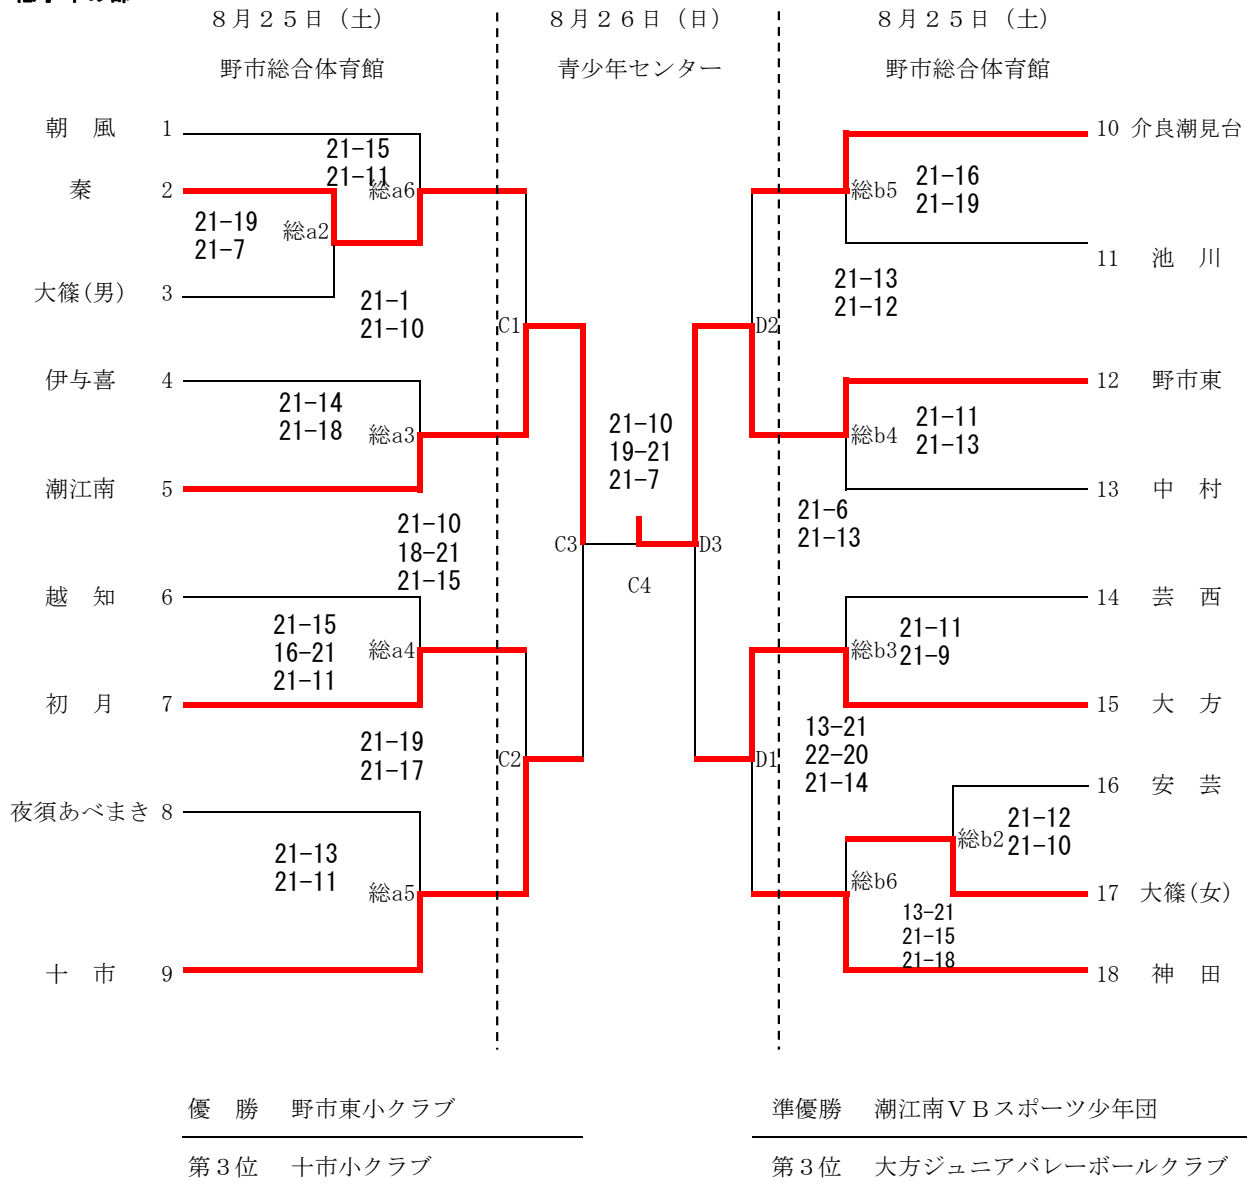 ８月２５日（土）
８月２６日（日）
８月２５日（土）
野市総合体育館
青少年センター
野市総合体育館
朝　風 1
秦 2
大篠(男) 3
伊与喜 4
潮江南 5
越　知 6
初　月 7
夜須あべまき 8
十　市 9
21-15
21-11
総a6
21-19
21-7
総a2
21-1
21-10
C1
21-14
21-18
総a3
21-10
18-21
21-15
C3
21-15
16-21
21-11
総a4
21-19
21-17
C2
21-13
21-11
総a5
21-10
19-21
21-7
C4
10 介良潮見台
11 池　川
12 野市東
13 中　村
14 芸　西
15 大　方
16 安　芸
17 大篠(女)
18 神　田
総b5
21-16
21-19
21-13
21-12
D2
総b4
21-11
21-13
21-6
21-13
D3
総b3
21-11
21-9
13-21
22-20
21-14
D1
総b2
21-12
21-10
総b6
13-21
21-15
21-18
優　勝　野市東小クラブ
準優勝　潮江南ＶＢスポーツ少年団
第３位　十市小クラブ
第３位　大方ジュニアバレーボールクラブ